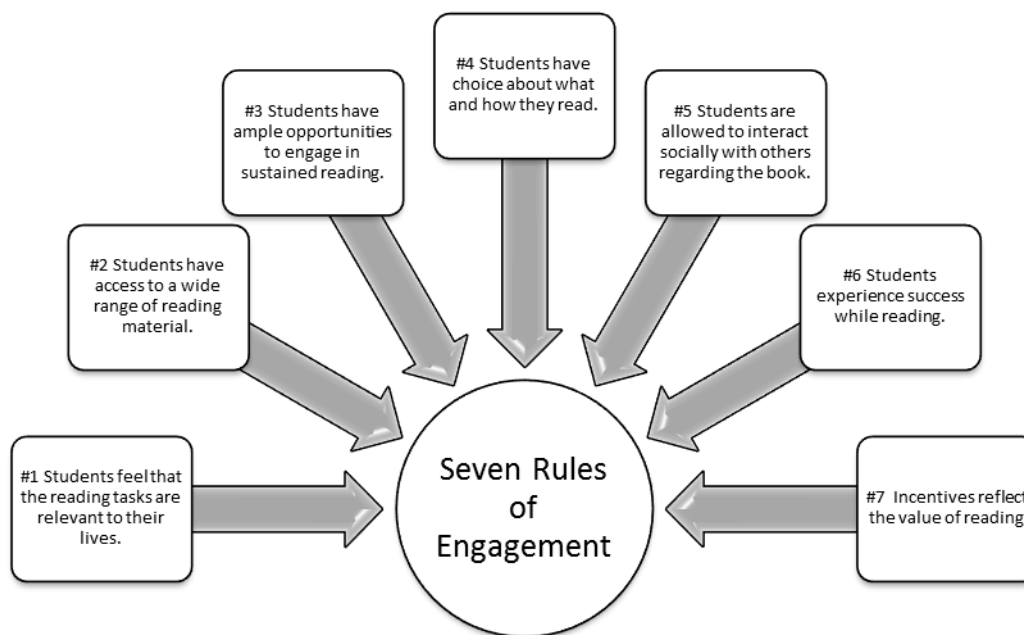 #1 Students feel that
the reading tasks are
relevant to their
lives.
#2 Students have
access to a wide
range of reading
material.
#3 Students have
ample opportunities
to engage in
sustained reading.
#4 Students have
choice about what
and how they read.
#5 Students are
allowed to interact
socially with others
regarding the book.
#6 Students
experience success
while reading.
#7 Incentives reflect
the value of reading
Seven Rules
of
Engagement